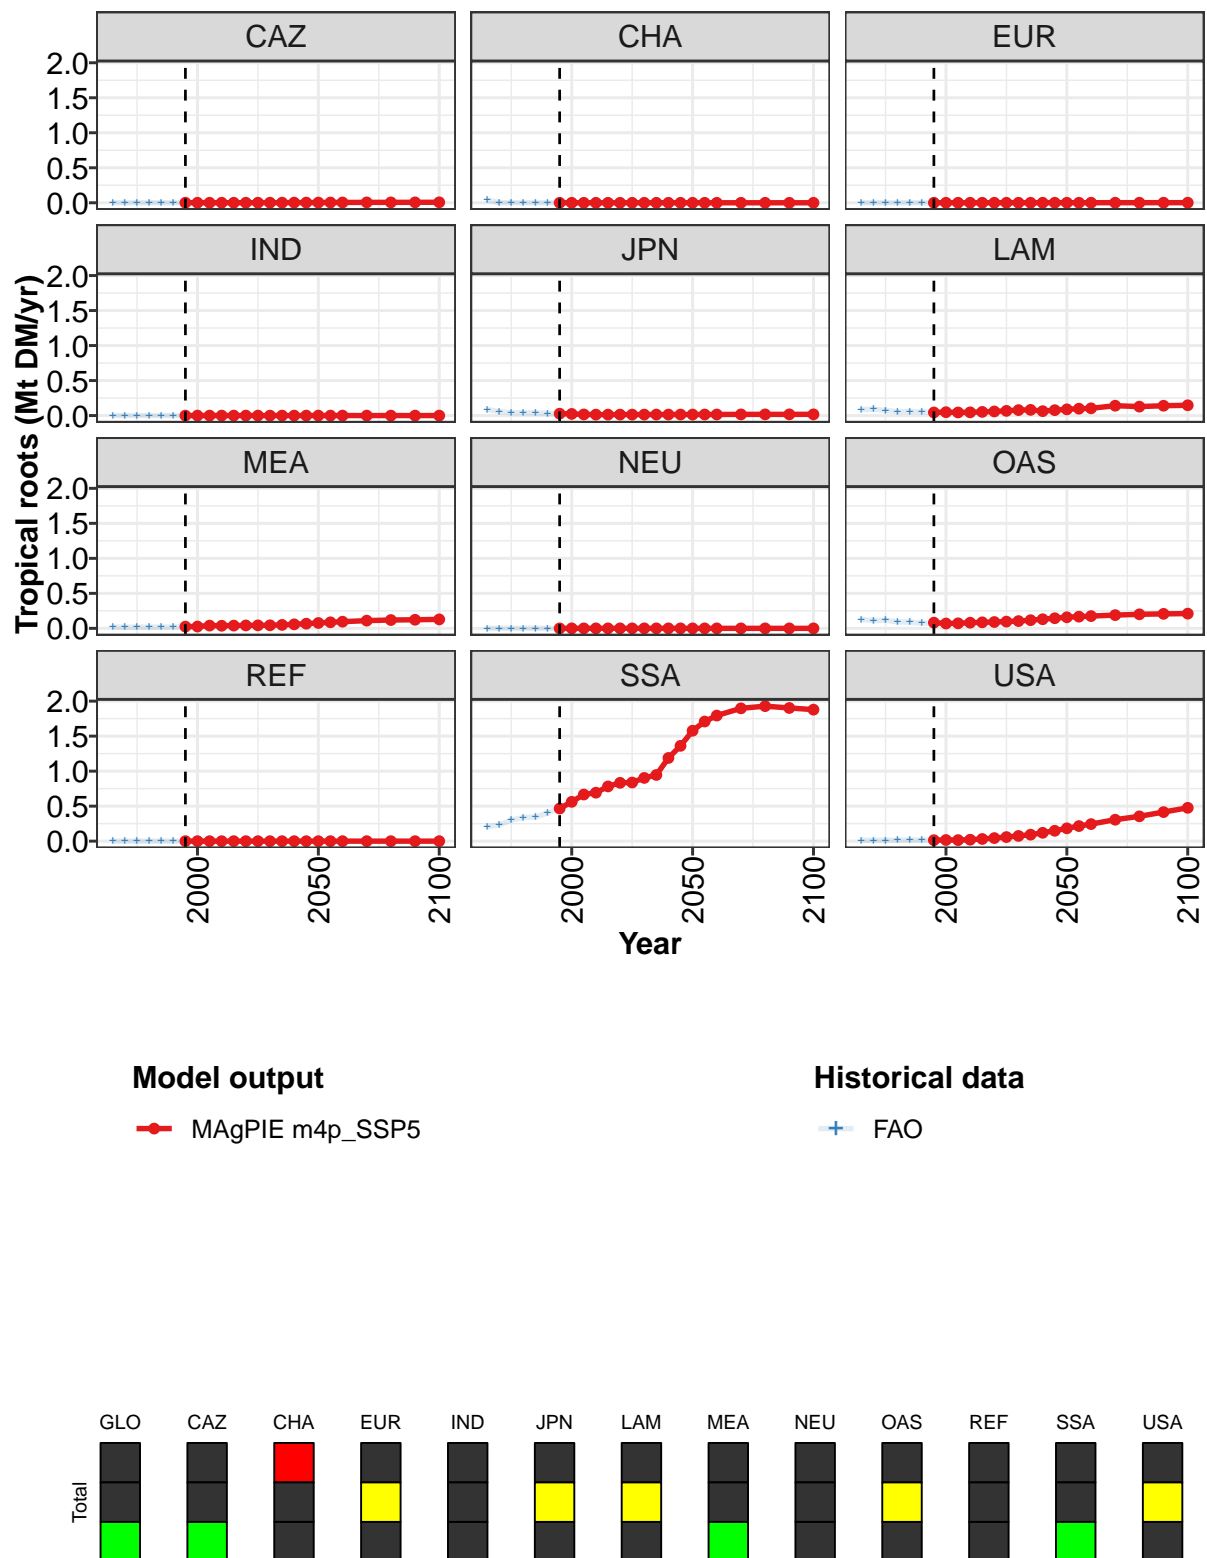 CAZ CHA EUR
2.0
1.5
1.0
0.5
0.0
IND JPN LAM
2.0
1.5
1.0
0.5
0.0
MEA NEU OAS
2.0
1.5
1.0
0.5
0.0
REF SSA USA
2.0
1.5
1.0
0.5
0.0
Tropical roots (Mt DM/yr)
2000 2050 2100 2000 2050 2100 2000 2050 2100
Year
Model output Historical data
MAgPIE m4p_SSP5 FAO
GLO CAZ CHA EUR IND JPN LAM MEA NEU OAS REF SSA USA
Total